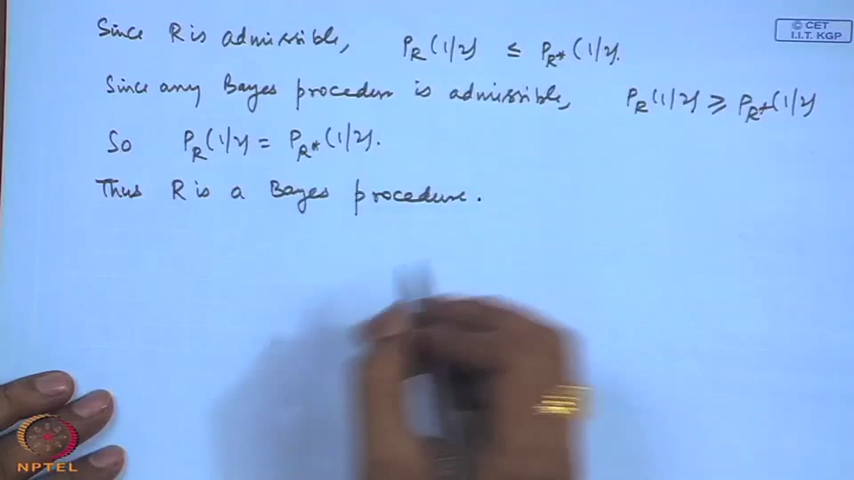 Since R is admissible, P_R(1/2) ≤ P_R*(1/2).
© CET
I.I.T. KGP
Since any Bayes procedure is admissible, P_R(1/2) ≥ P_R*(1/2)
So P_R(1/2) = P_R*(1/2).
Thus R is a Bayes procedure.
NPTEL